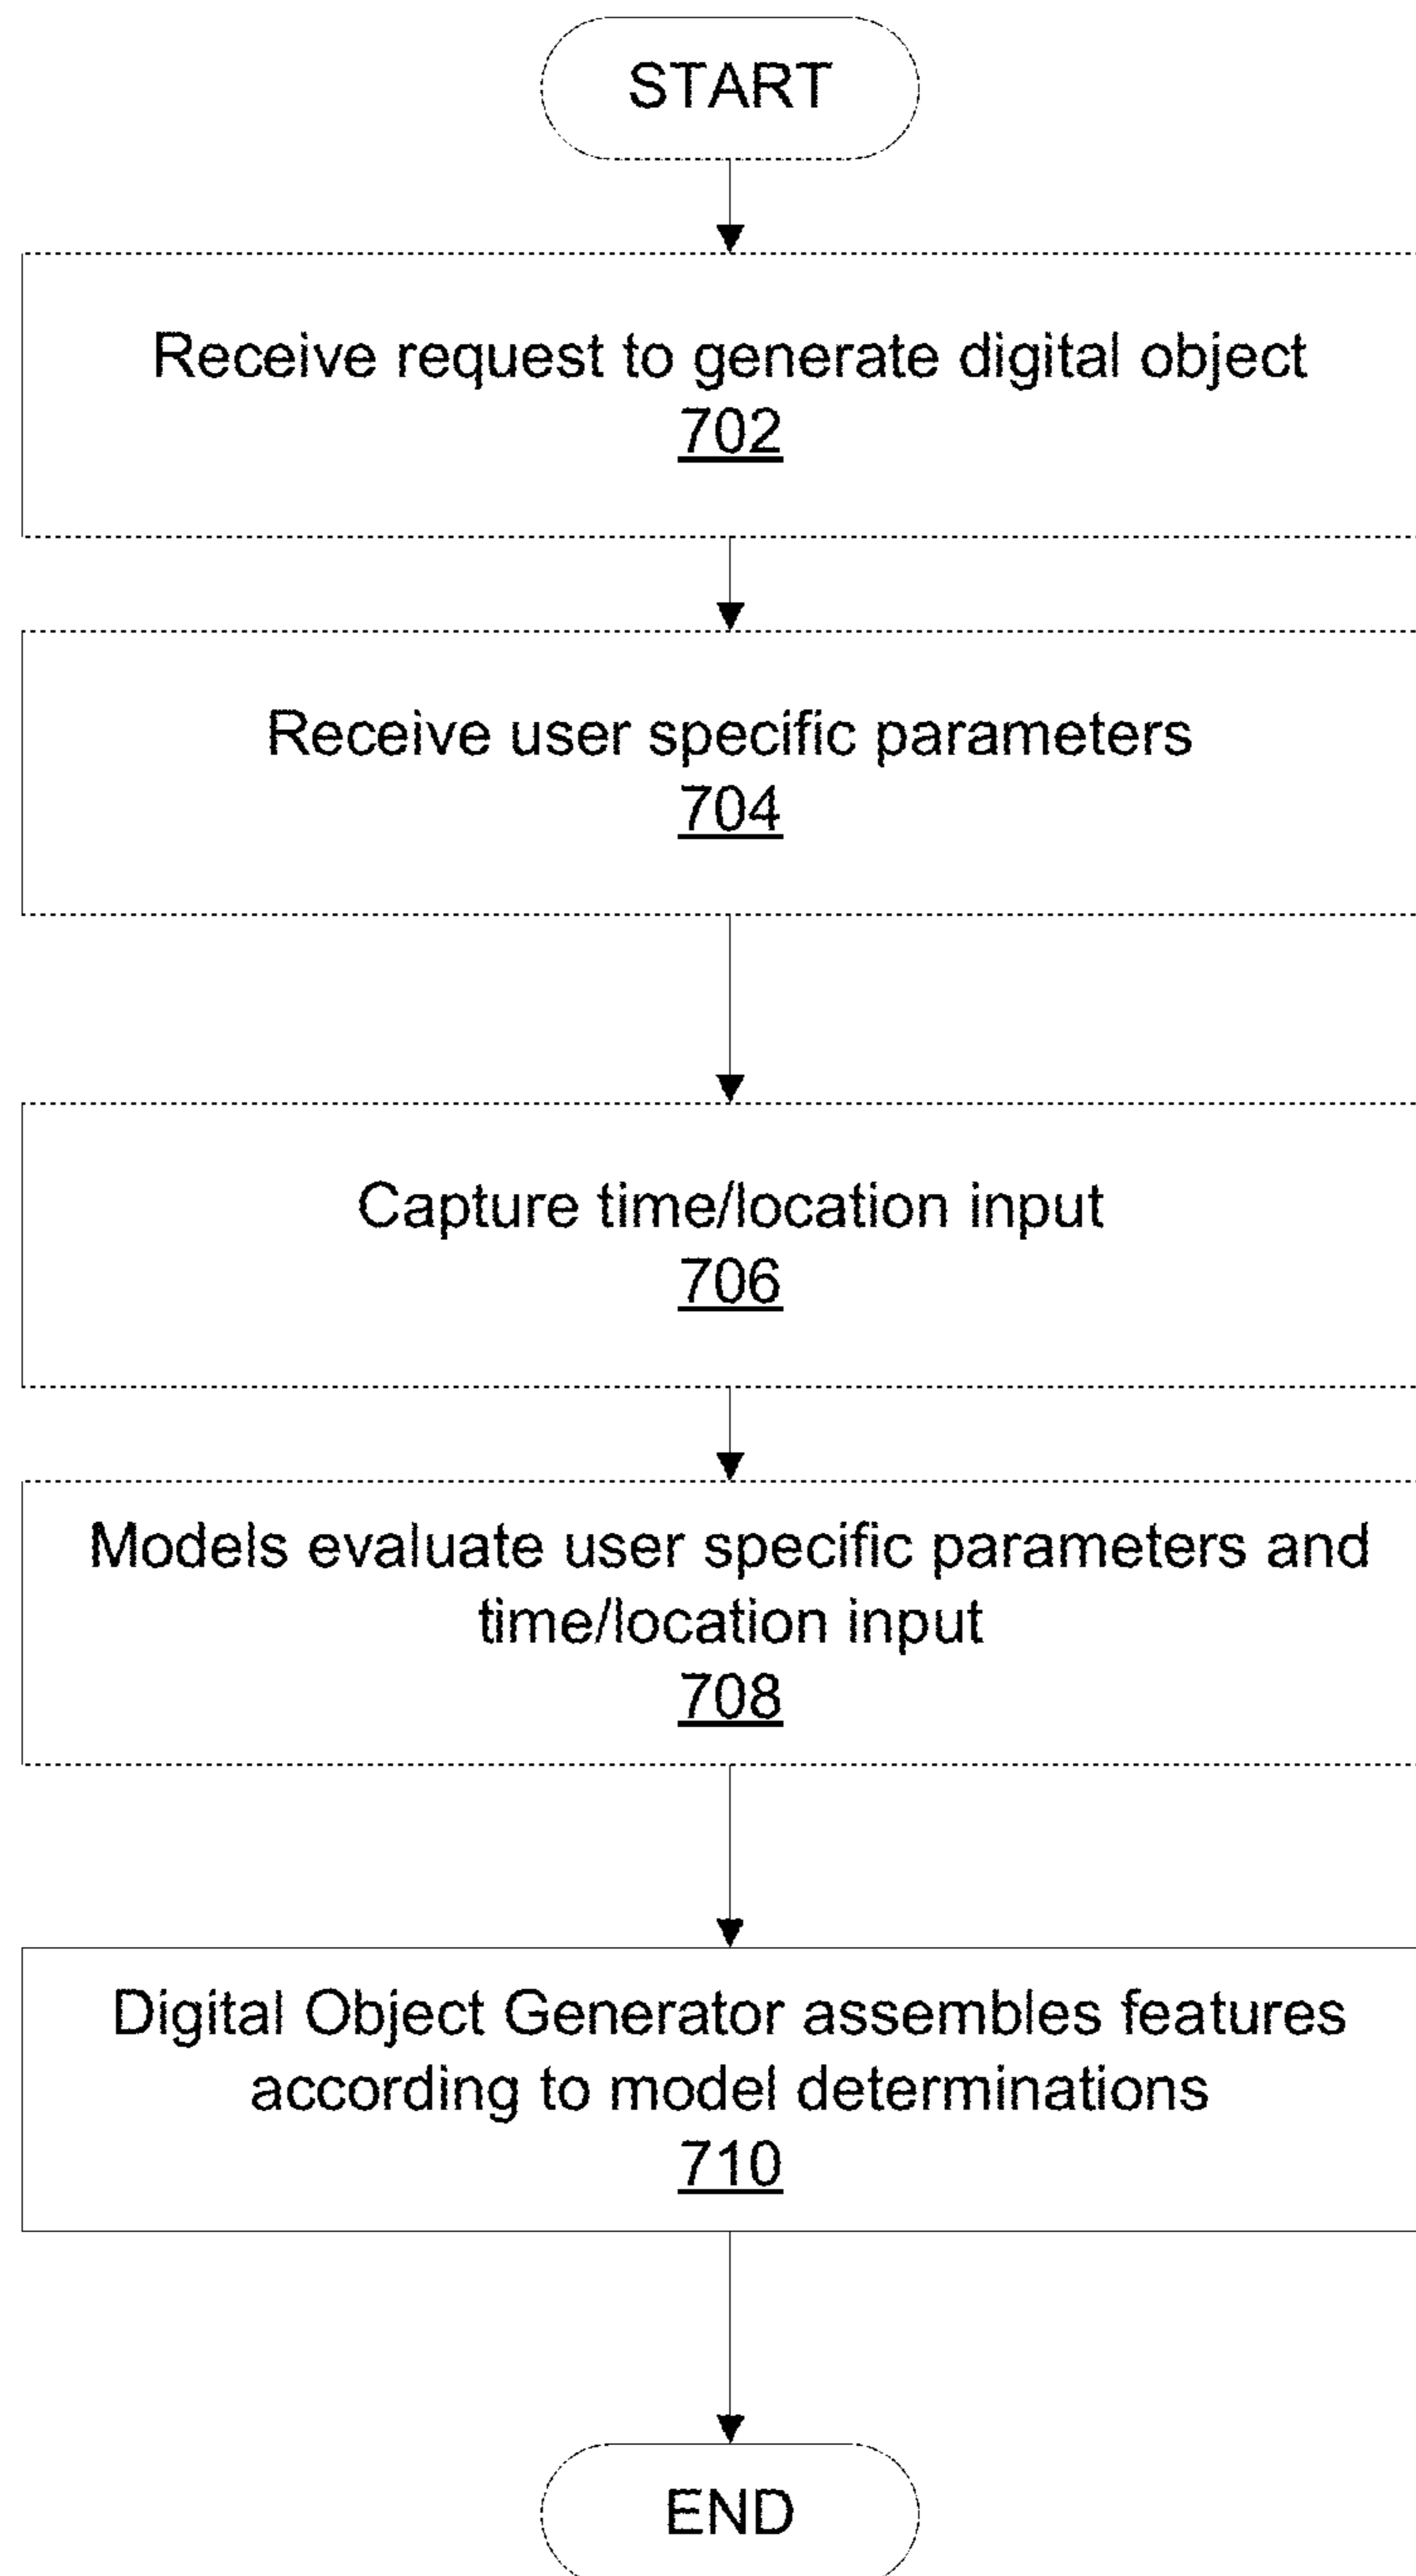 START
Receive request to generate digital object
702
Receive user specific parameters
704
Capture time/location input
706
Models evaluate user specific parameters and
time/location input
708
Digital Object Generator assembles features
according to model determinations
710
END